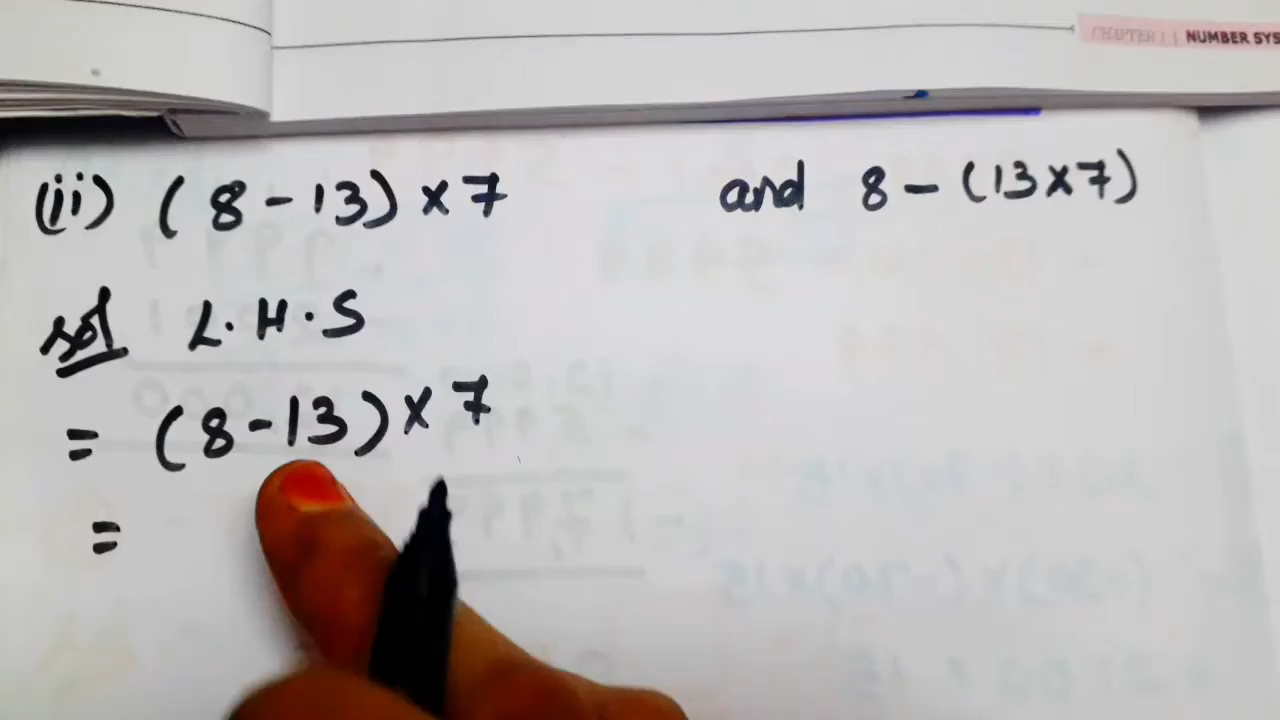 CHAPTER 1 | NUMBER SYS
(ii) (8 - 13) × 7 and 8 - (13 × 7)
sol L.H.S
= (8 - 13) × 7
=